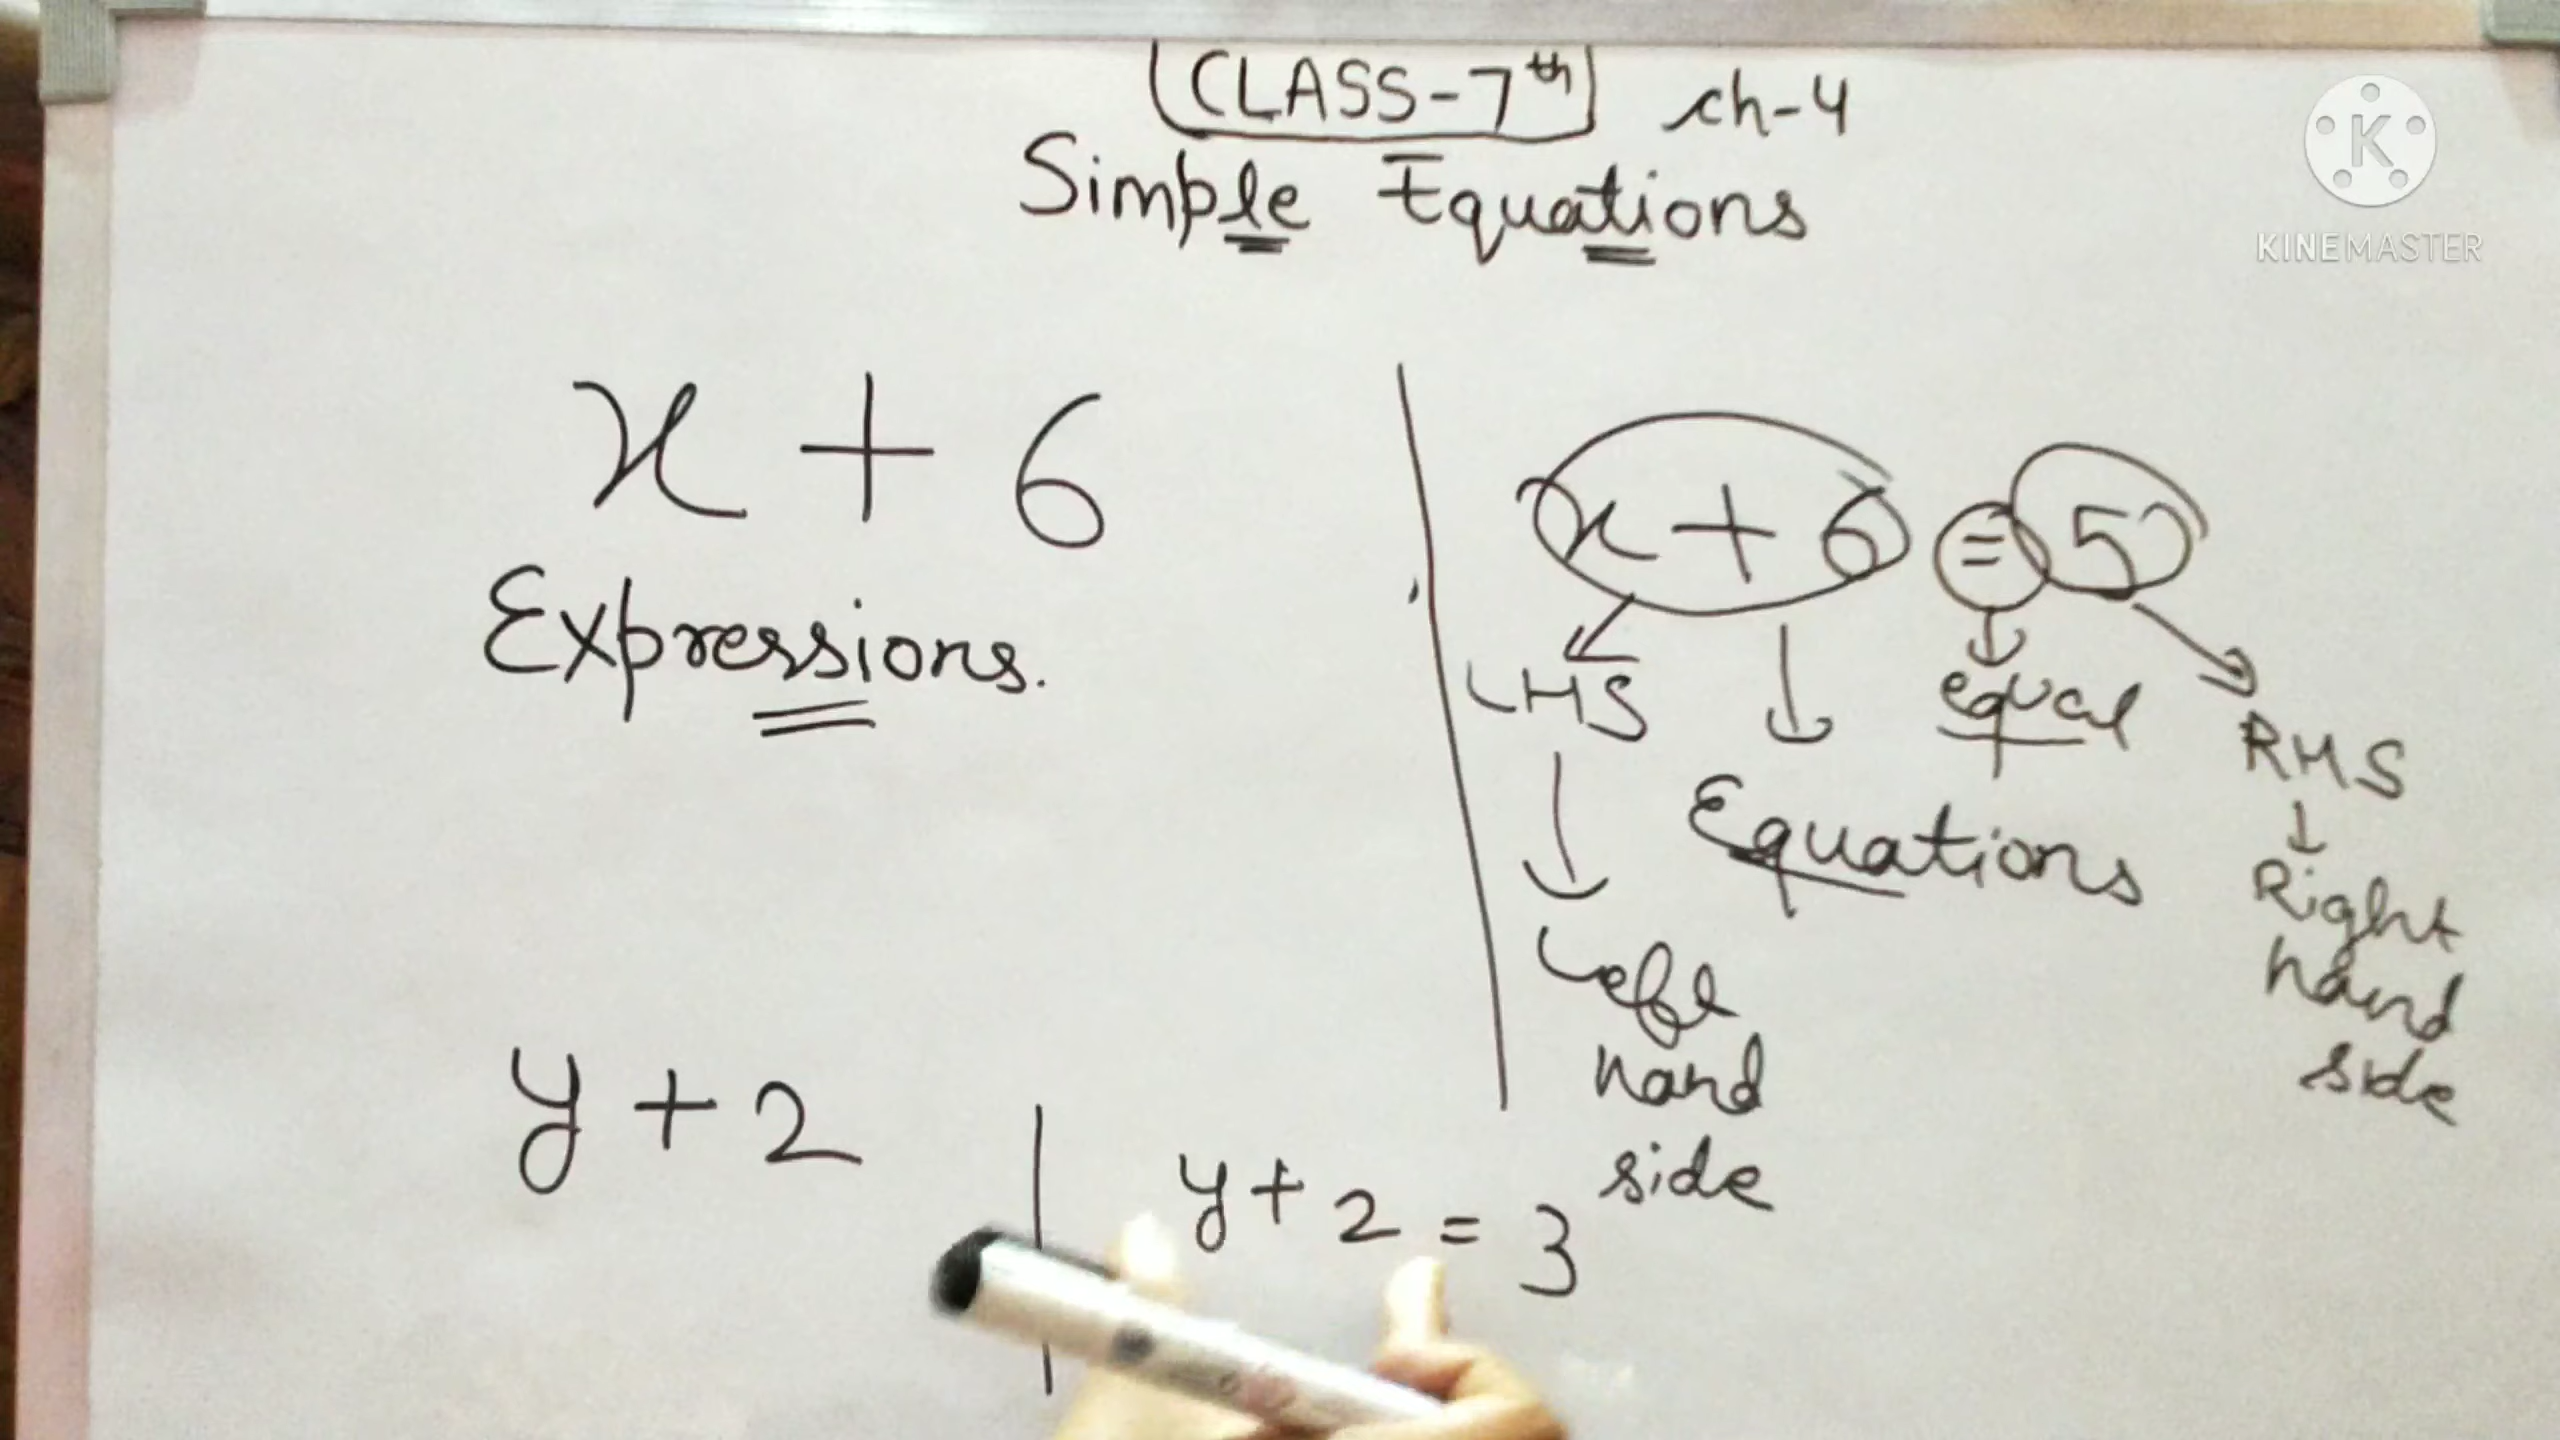 CLASS-7th ch-4
Simple Equations
K
KINEMASTER
x + 6
Expressions.
x + 6 = 5
LHS
equal
RHS
Equations
Left
hand
side
Right
hand
side
y + 2
y + 2 = 3